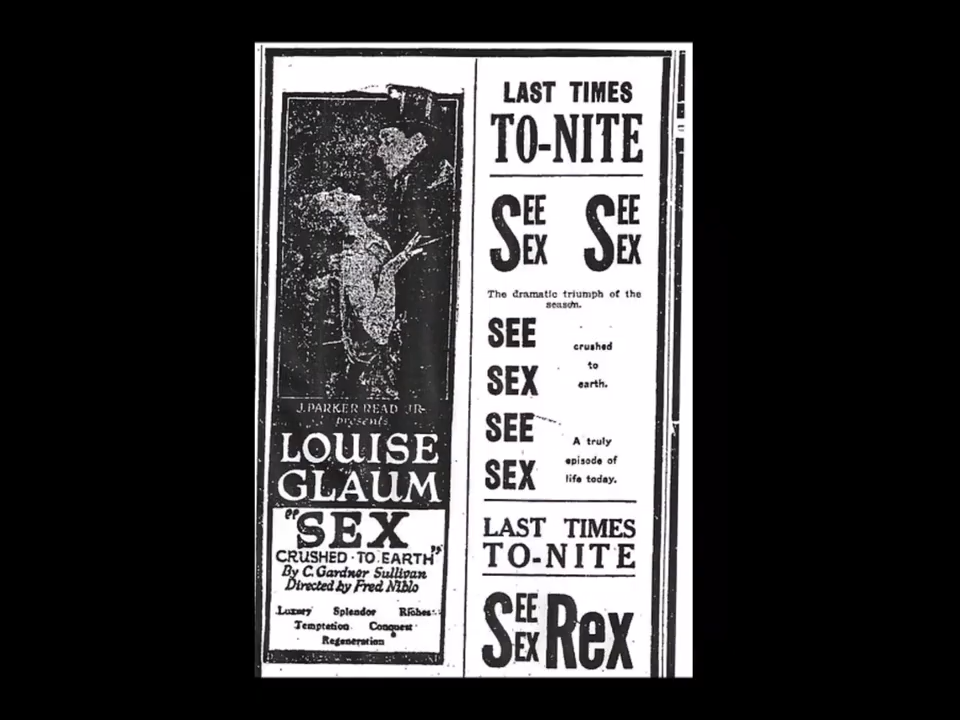 J. PARKER READ JR.
presents
LOUISE
GLAUM
"SEX
CRUSHED·TO EARTH"
By C. Gardner Sullivan
Directed by Fred Niblo
Luxury Splendor Riches
Temptation Conquest
Regeneration
LAST TIMES
TO-NITE
SEE SEX SEE SEX
The dramatic triumph of the
season.
SEE
SEX
crushed
to
earth.
SEE
SEX
A truly
episode of
life today.
LAST TIMES
TO-NITE
SEE SEX Rex